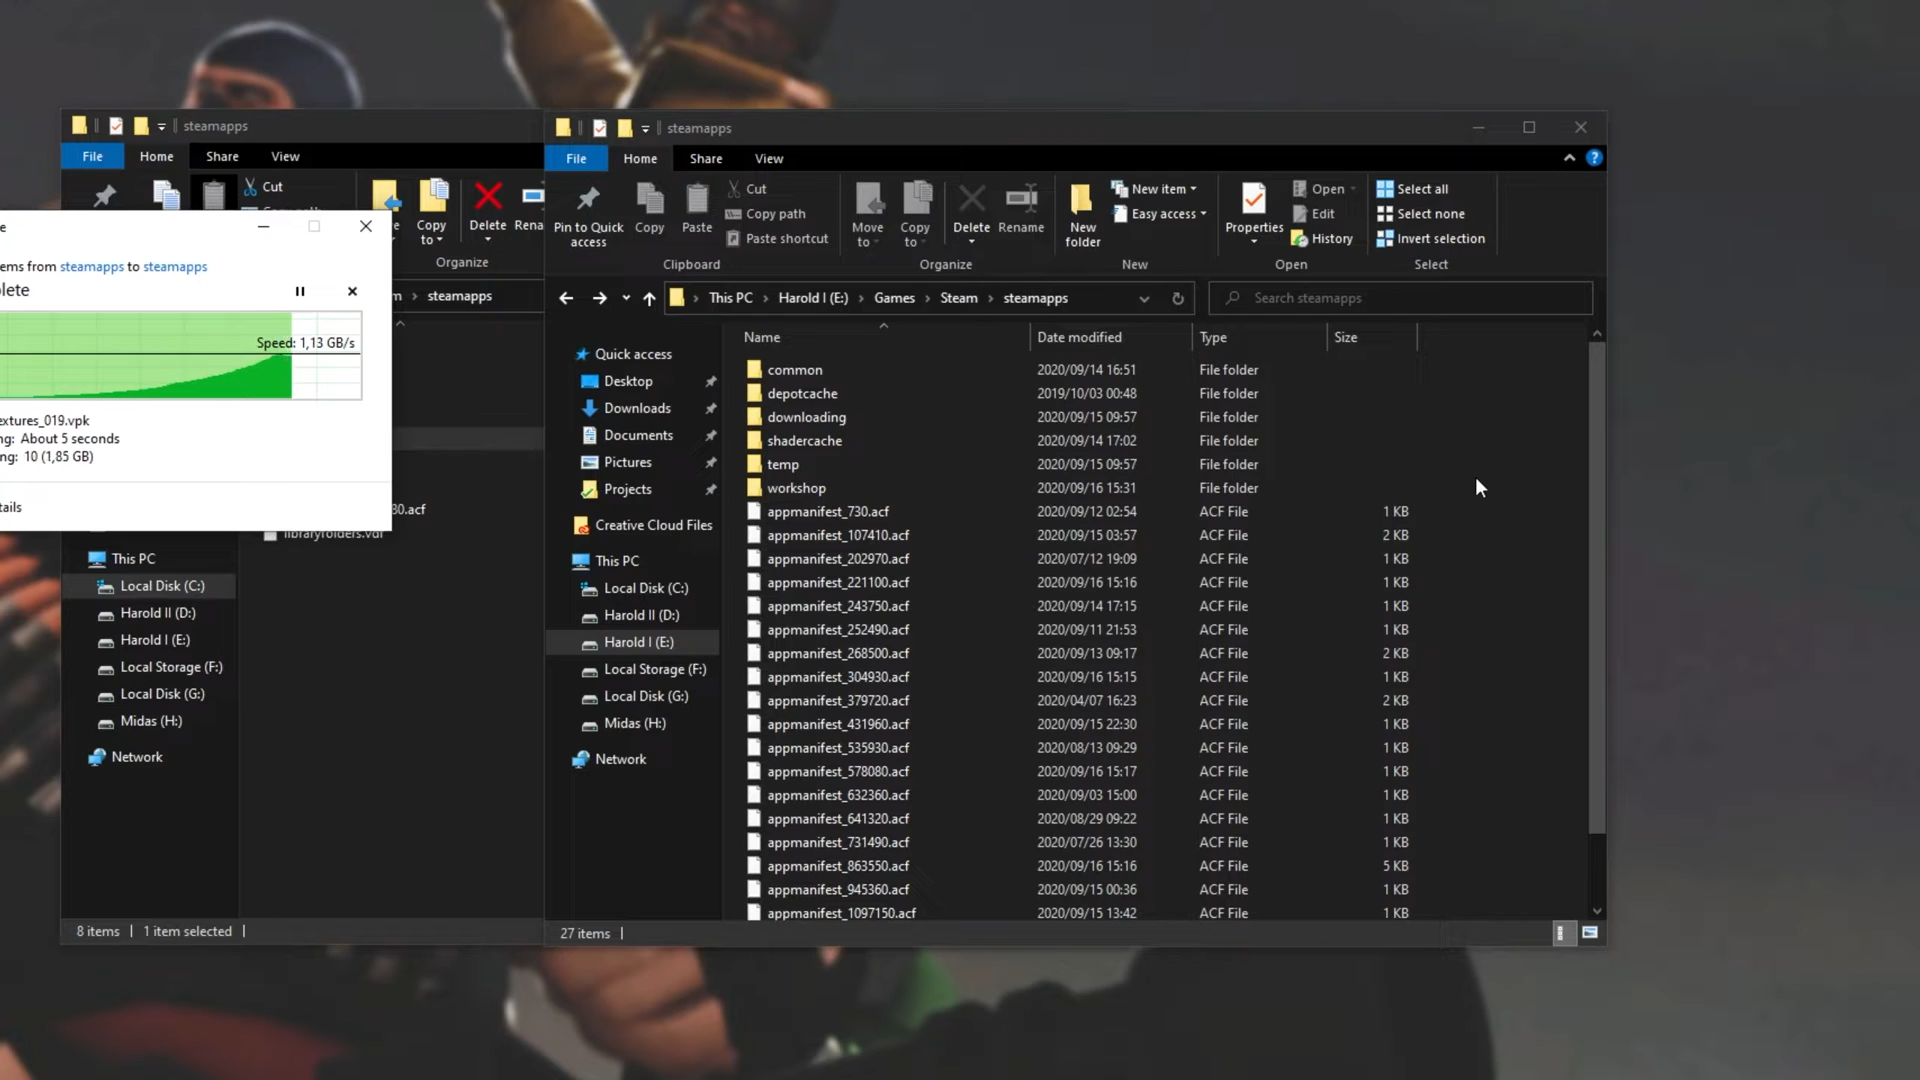 steamapps
File
Home
Share
View
Cut
Copy
to
Delete
Rena
Organize
steamapps
e
ems from steamapps to steamapps
lete
Speed: 1,13 GB/s
extures_019.vpk
ng: About 5 seconds
ng: 10 (1,85 GB)
tails
30.acf
libraryfolders.vdf
This PC
Local Disk (C:)
Harold II (D:)
Harold I (E:)
Local Storage (F:)
Local Disk (G:)
Midas (H:)
Network
8 items
1 item selected
steamapps
File
Home
Share
View
Pin to Quick
access
Copy
Paste
Cut
Copy path
Paste shortcut
Clipboard
Move
to
Copy
to
Delete
Rename
Organize
New
folder
New item
Easy access
New
Properties
Open
Edit
History
Open
Select all
Select none
Invert selection
Select
This PC
Harold I (E:)
Games
Steam
steamapps
Search steamapps
Quick access
Desktop
Downloads
Documents
Pictures
Projects
Creative Cloud Files
This PC
Local Disk (C:)
Harold II (D:)
Harold I (E:)
Local Storage (F:)
Local Disk (G:)
Midas (H:)
Network
Name Date modified Type Size
common 2020/09/14 16:51 File folder
depotcache 2019/10/03 00:48 File folder
downloading 2020/09/15 09:57 File folder
shadercache 2020/09/14 17:02 File folder
temp 2020/09/15 09:57 File folder
workshop 2020/09/16 15:31 File folder
appmanifest_730.acf 2020/09/12 02:54 ACF File 1 KB
appmanifest_107410.acf 2020/09/15 03:57 ACF File 2 KB
appmanifest_202970.acf 2020/07/12 19:09 ACF File 1 KB
appmanifest_221100.acf 2020/09/16 15:16 ACF File 1 KB
appmanifest_243750.acf 2020/09/14 17:15 ACF File 1 KB
appmanifest_252490.acf 2020/09/11 21:53 ACF File 1 KB
appmanifest_268500.acf 2020/09/13 09:17 ACF File 2 KB
appmanifest_304930.acf 2020/09/16 15:15 ACF File 1 KB
appmanifest_379720.acf 2020/04/07 16:23 ACF File 2 KB
appmanifest_431960.acf 2020/09/15 22:30 ACF File 1 KB
appmanifest_535930.acf 2020/08/13 09:29 ACF File 1 KB
appmanifest_578080.acf 2020/09/16 15:17 ACF File 1 KB
appmanifest_632360.acf 2020/09/03 15:00 ACF File 1 KB
appmanifest_641320.acf 2020/08/29 09:22 ACF File 1 KB
appmanifest_731490.acf 2020/07/26 13:30 ACF File 1 KB
appmanifest_863550.acf 2020/09/16 15:16 ACF File 5 KB
appmanifest_945360.acf 2020/09/15 00:36 ACF File 1 KB
appmanifest_1097150.acf 2020/09/15 13:42 ACF File 1 KB
27 items